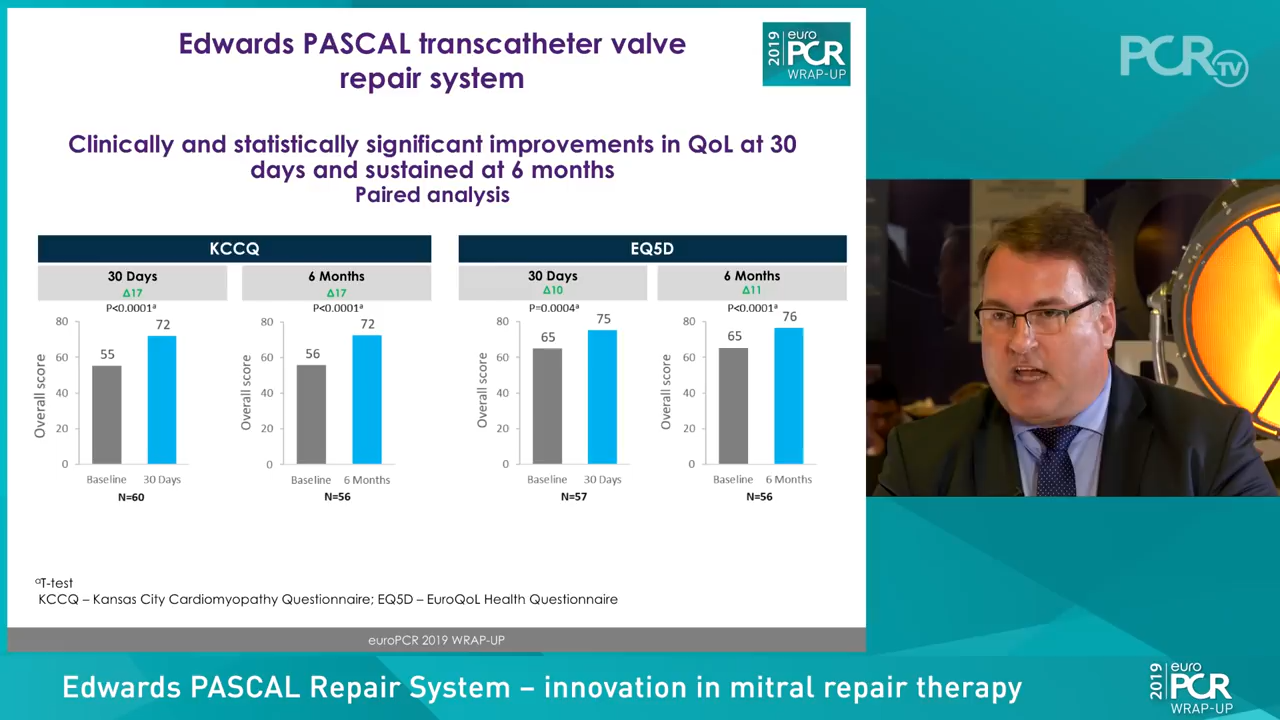 Edwards PASCAL transcatheter valve
repair system
2019
euro
PCR
WRAP-UP
PCR TV
Clinically and statistically significant improvements in QoL at 30
days and sustained at 6 months
Paired analysis
KCCQ
EQ5D
30 Days
Δ17
6 Months
Δ17
30 Days
Δ10
6 Months
Δ11
P<0.0001ᵃ
P<0.0001ᵃ
P=0.0004ᵃ
P<0.0001ᵃ
Overall score
80
60
40
20
0
55
72
Baseline 30 Days
N=60
Overall score
80
60
40
20
0
56
72
Baseline 6 Months
N=56
Overall score
80
60
40
20
0
65
75
Baseline 30 Days
N=57
Overall score
80
60
40
20
0
65
76
Baseline 6 Months
N=56
ᵃT-test
KCCQ – Kansas City Cardiomyopathy Questionnaire; EQ5D – EuroQoL Health Questionnaire
euroPCR 2019 WRAP-UP
Edwards PASCAL Repair System – innovation in mitral repair therapy
2019
euro
PCR
WRAP-UP